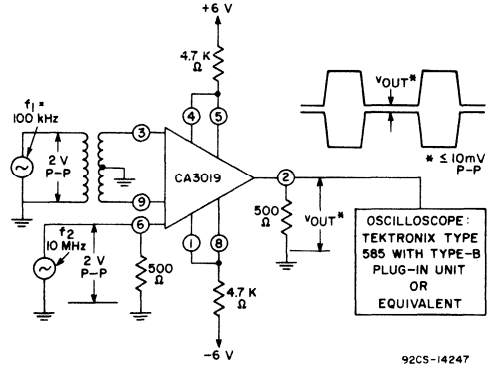 +6 V
4.7 K
Ω
f1 =
100 kHz
2 V
P-P
3
4
5
9
CA3019
2
vOUT*
* ≤ 10mV
P-P
f2
10 MHz
2 V
P-P
6
500
Ω
1
8
500
Ω
vOUT*
4.7 K
Ω
-6 V
OSCILLOSCOPE:
TEKTRONIX TYPE
585 WITH TYPE-B
PLUG-IN UNIT
OR
EQUIVALENT
92CS-14247